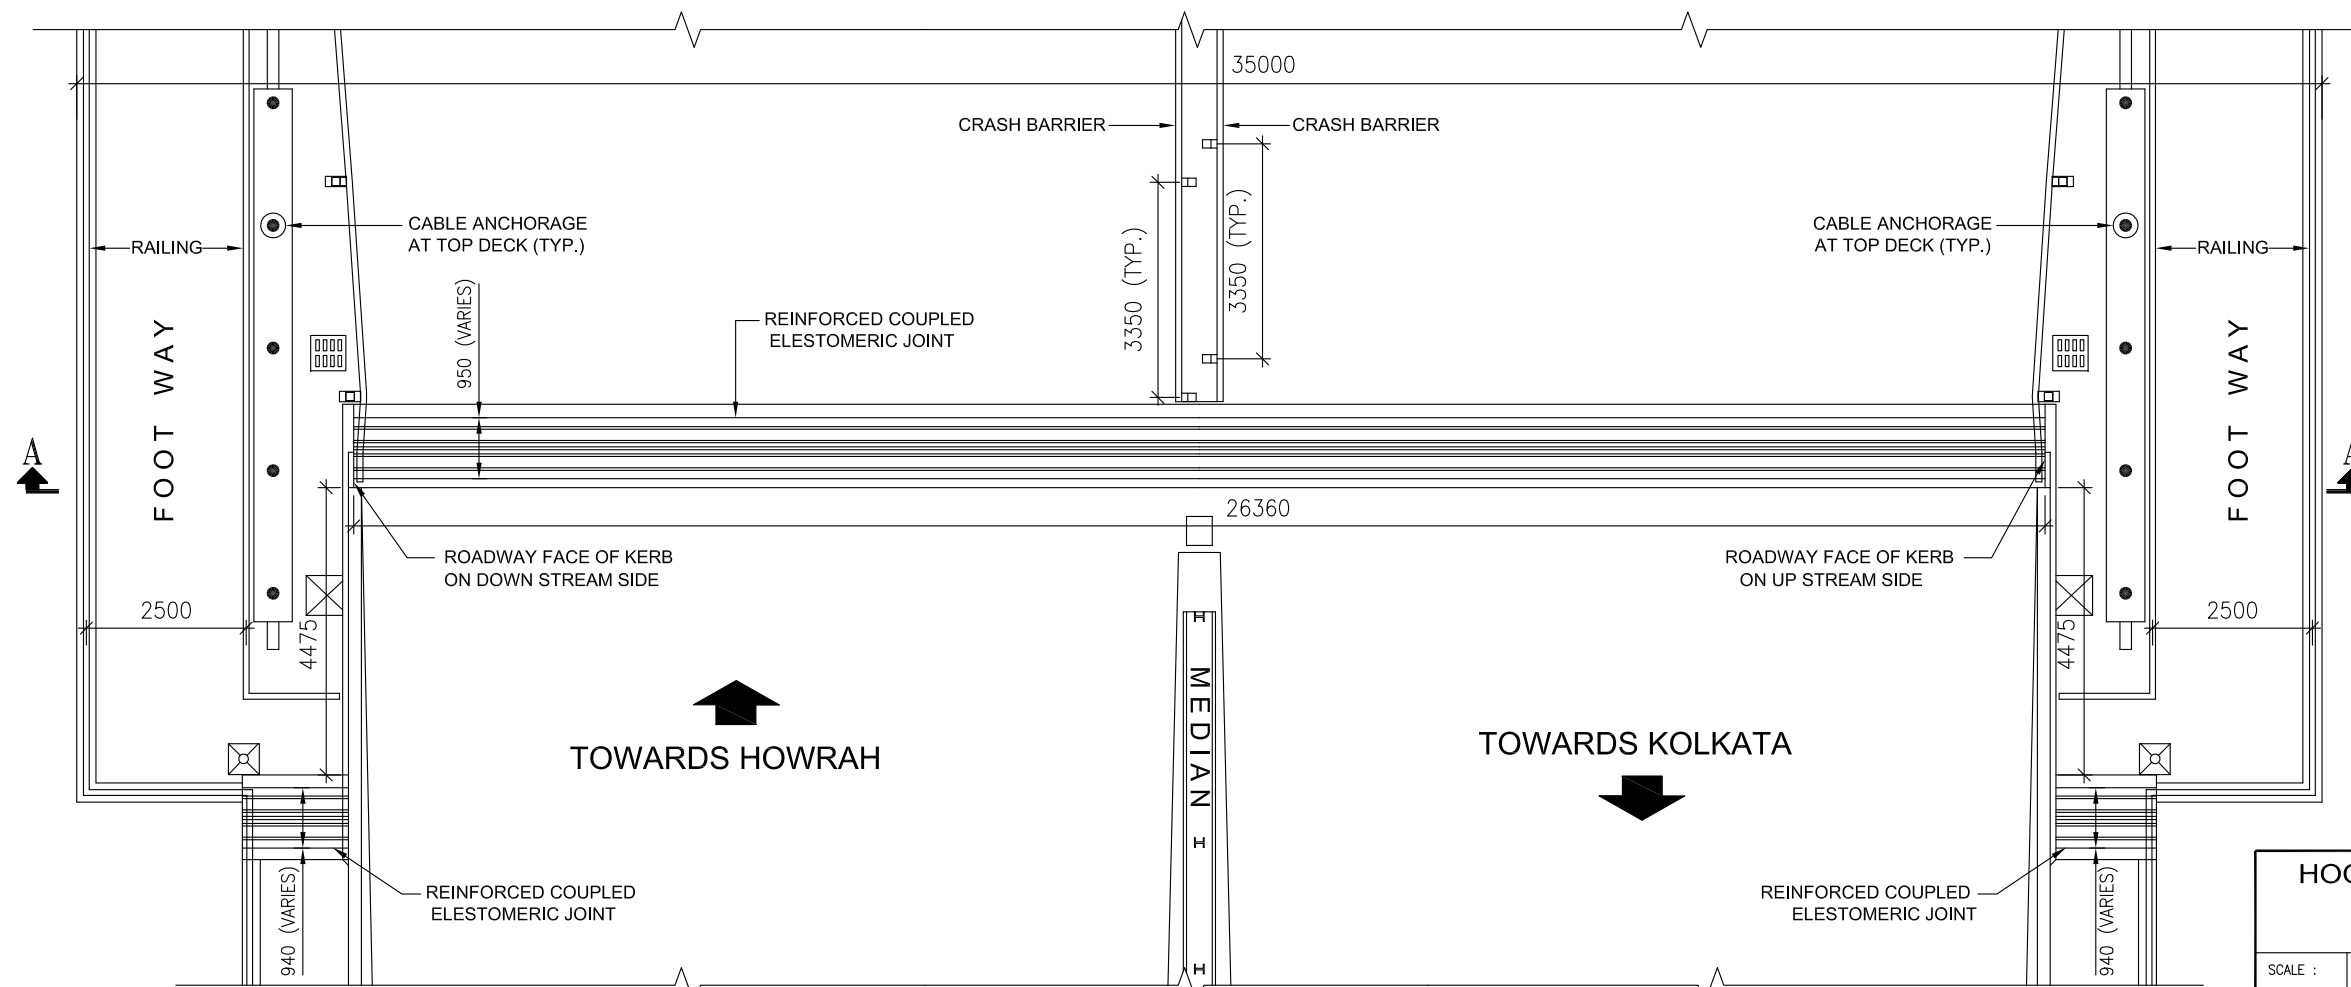 35000
CRASH BARRIER
CRASH BARRIER
CABLE ANCHORAGE
AT TOP DECK (TYP.)
CABLE ANCHORAGE
AT TOP DECK (TYP.)
RAILING
RAILING
3350 (TYP.)
3350 (TYP.)
950 (VARIES)
REINFORCED COUPLED
ELESTOMERIC JOINT
FOOT WAY
FOOT WAY
A
A
26360
ROADWAY FACE OF KERB
ON DOWN STREAM SIDE
ROADWAY FACE OF KERB
ON UP STREAM SIDE
2500
2500
4475
4475
MEDIAN
TOWARDS HOWRAH
TOWARDS KOLKATA
REINFORCED COUPLED
ELESTOMERIC JOINT
REINFORCED COUPLED
ELESTOMERIC JOINT
940 (VARIES)
940 (VARIES)
SCALE :